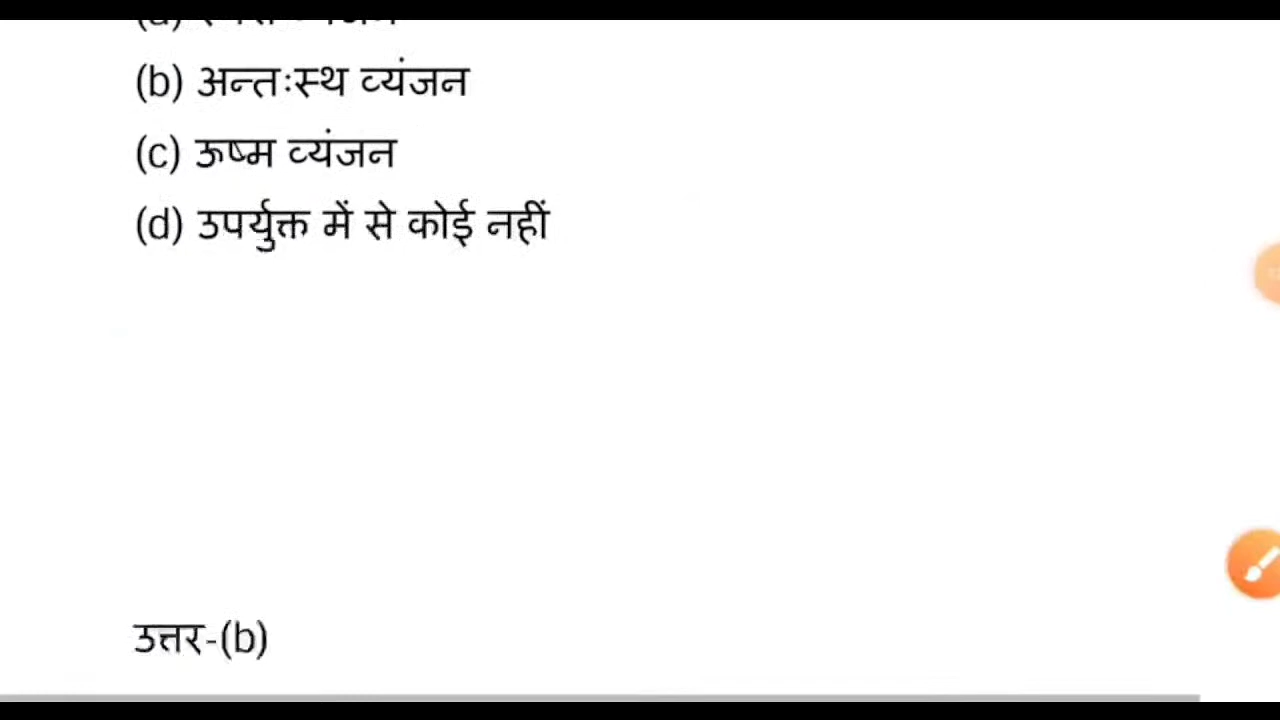 (b) अन्तःस्थ व्यंजन
(c) ऊष्म व्यंजन
(d) उपर्युक्त में से कोई नहीं
उत्तर-(b)